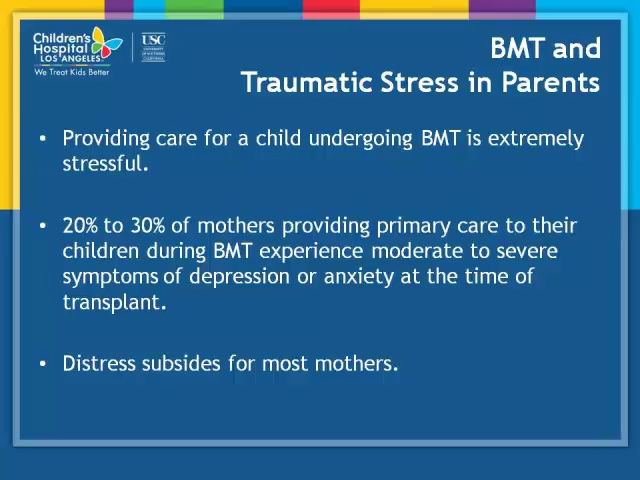 Children's
Hospital
LOS ANGELES
We Treat Kids Better
USC
BMT and
Traumatic Stress in Parents
• Providing care for a child undergoing BMT is extremely
stressful.
• 20% to 30% of mothers providing primary care to their
children during BMT experience moderate to severe
symptoms of depression or anxiety at the time of
transplant.
• Distress subsides for most mothers.